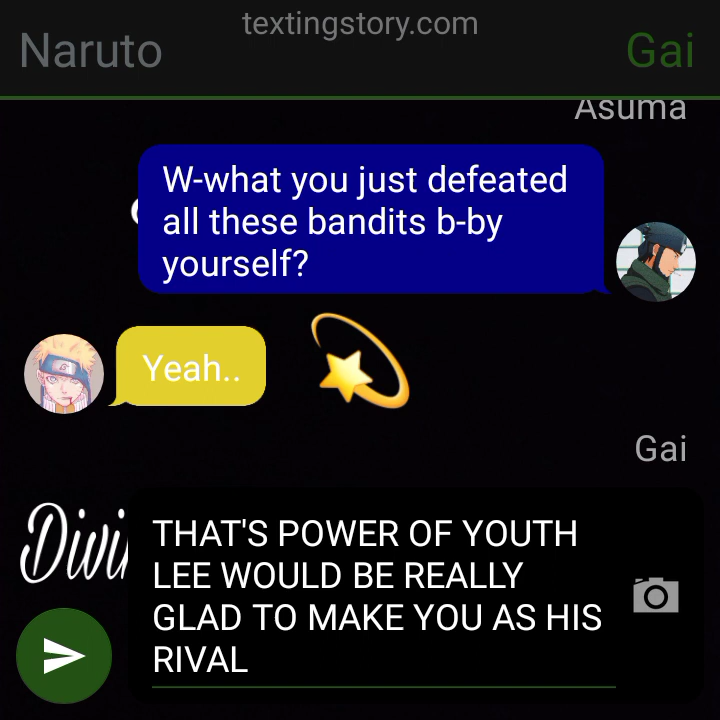 textingstory.com
Naruto
Gai
Asuma
W-what you just defeated
all these bandits b-by
yourself?
Yeah..
Gai
THAT'S POWER OF YOUTH
LEE WOULD BE REALLY
GLAD TO MAKE YOU AS HIS
RIVAL